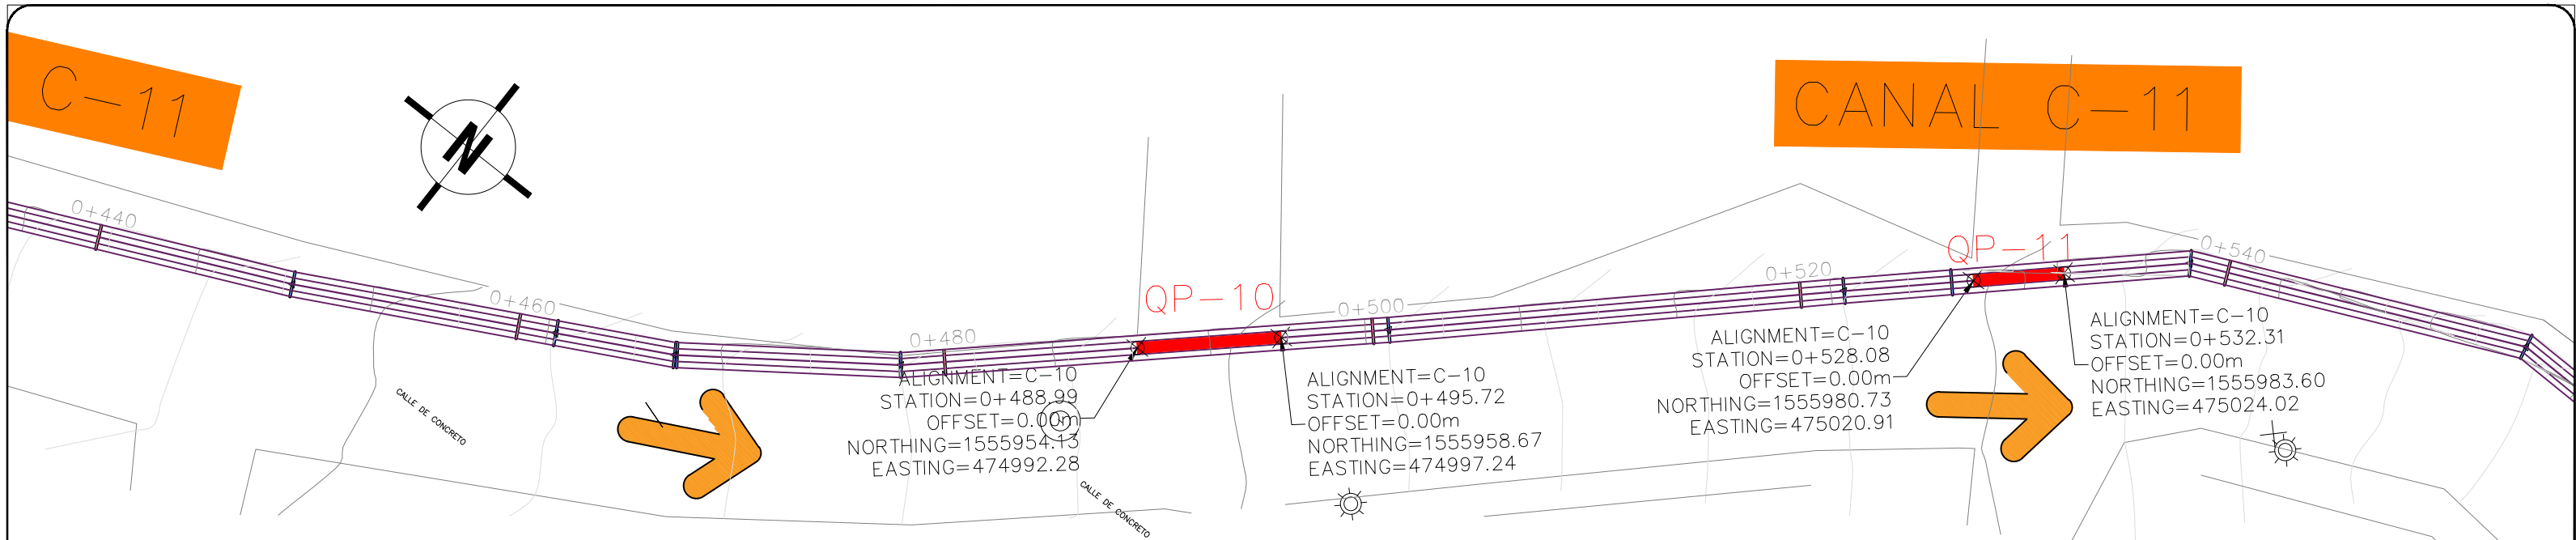 C-11
CANAL C-11
N
0+440
0+460
0+480
0+500
0+520
0+540
QP-10
QP-11
ALIGNMENT=C-10
STATION=0+488.99
OFFSET=0.00m
NORTHING=1555954.13
EASTING=474992.28
ALIGNMENT=C-10
STATION=0+495.72
OFFSET=0.00m
NORTHING=1555958.67
EASTING=474997.24
ALIGNMENT=C-10
STATION=0+528.08
OFFSET=0.00m
NORTHING=1555980.73
EASTING=475020.91
ALIGNMENT=C-10
STATION=0+532.31
OFFSET=0.00m
NORTHING=1555983.60
EASTING=475024.02
CALLE DE CONCRETO
CALLE DE CONCRETO